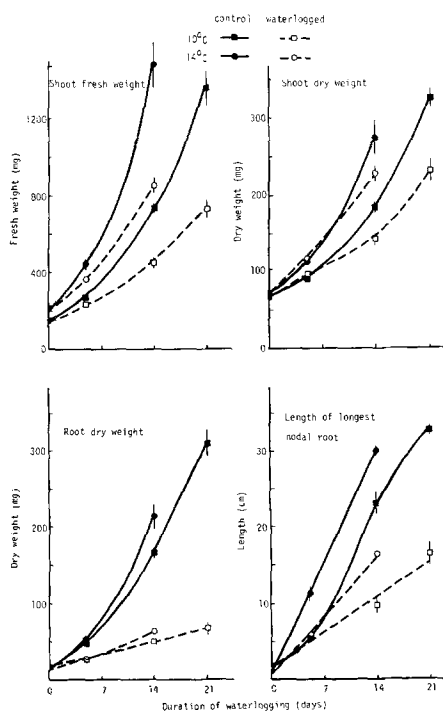 control waterlogged
10°C
14°C
Shoot fresh weight
Shoot dry weight
1200
800
400
0
Fresh weight (mg)
300
200
100
0
Dry weight (mg)
Root dry weight
Length of longest
nodal root
300
200
100
Dry weight (mg)
30
20
10
Length (cm)
0 7 14 21
0 7 14 21
Duration of waterlogging (days)